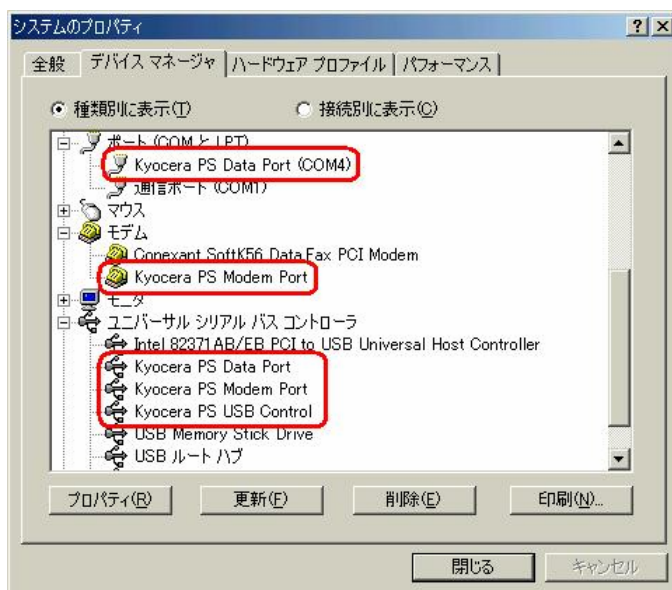 システムのプロパティ
全般 デバイス マネージャ ハードウェア プロファイル パフォーマンス
種類別に表示(T) 接続別に表示(C)
ポート (COM と LPT)
Kyocera PS Data Port (COM4)
通信ポート (COM1)
マウス
モデム
Conexant SoftK56 Data,Fax PCI Modem
Kyocera PS Modem Port
モニタ
ユニバーサル シリアル バス コントローラ
Intel 82371AB/EB PCI to USB Universal Host Controller
Kyocera PS Data Port
Kyocera PS Modem Port
Kyocera PS USB Control
USB Memory Stick Drive
USB ルート ハブ
プロパティ(R) 更新(F) 削除(E) 印刷(N)...
閉じる キャンセル